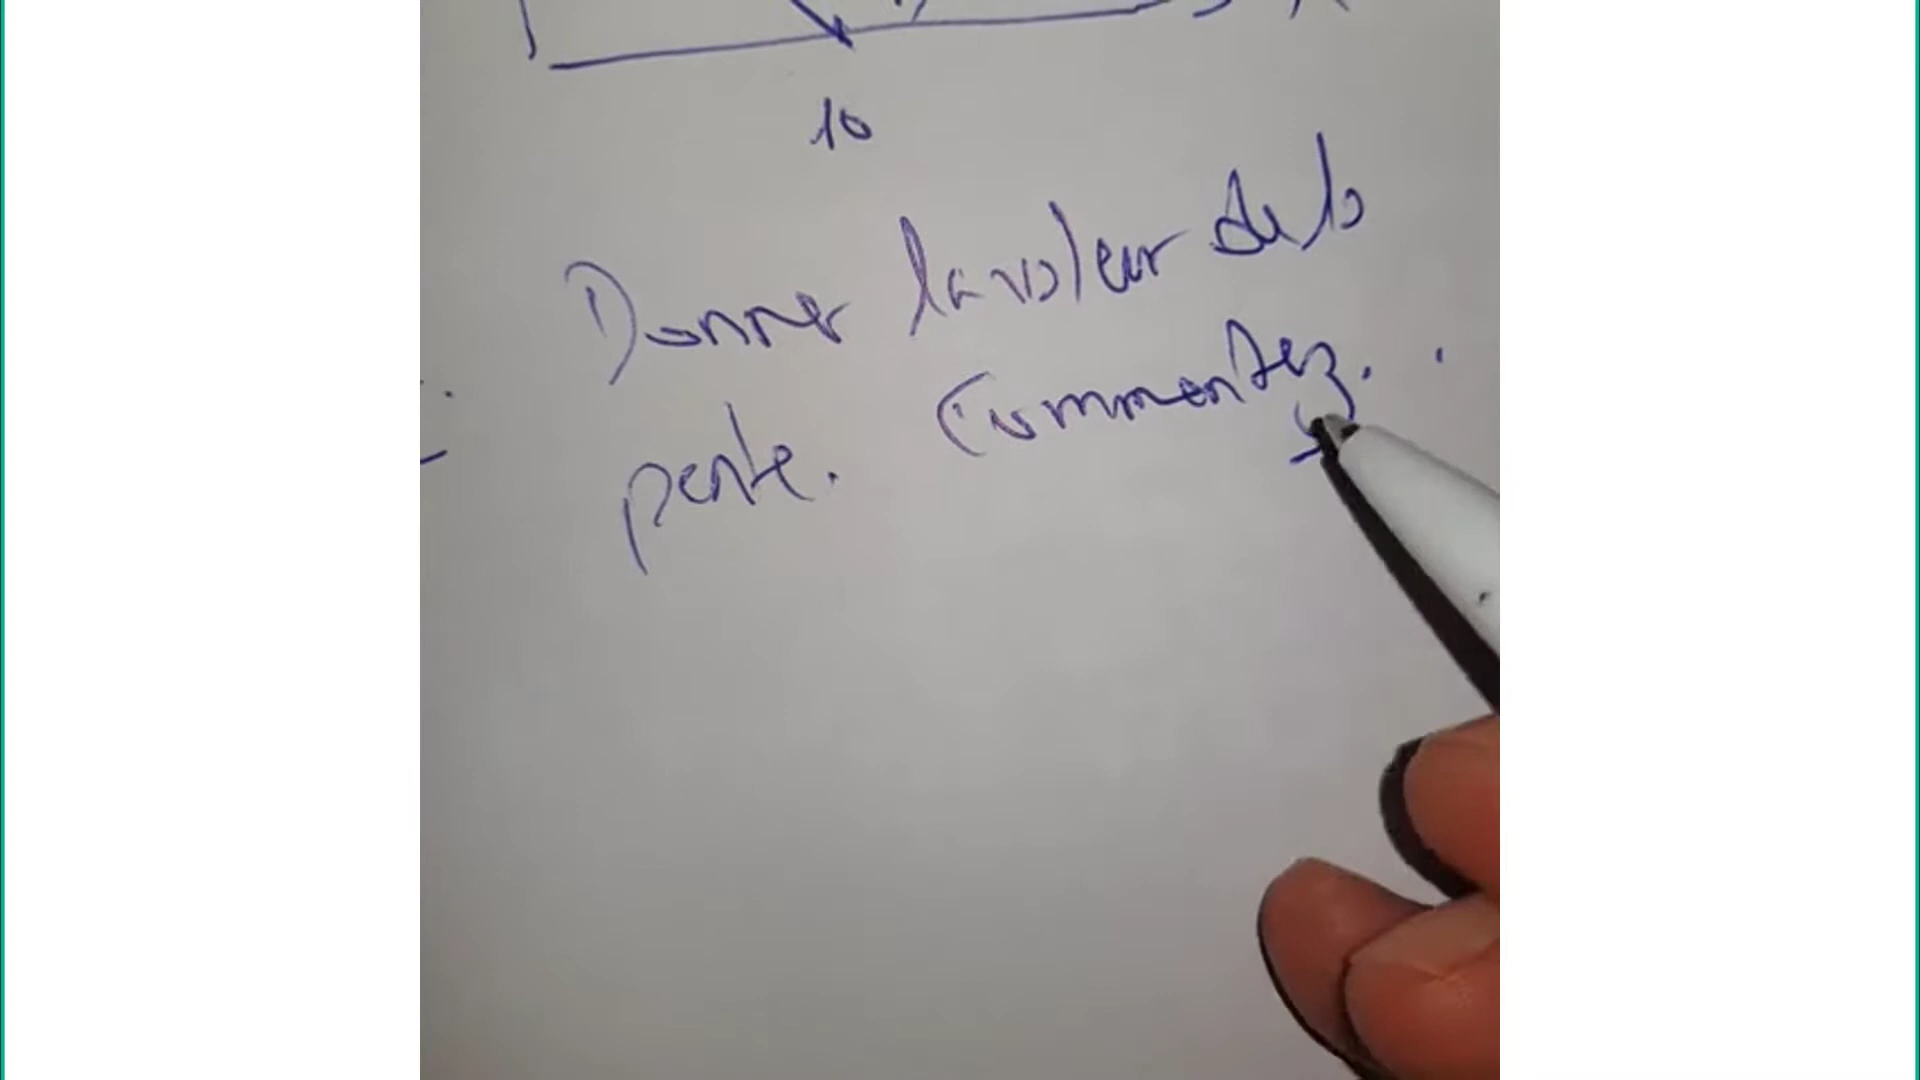 10
Donner la valeur de la
pente. Commentez.